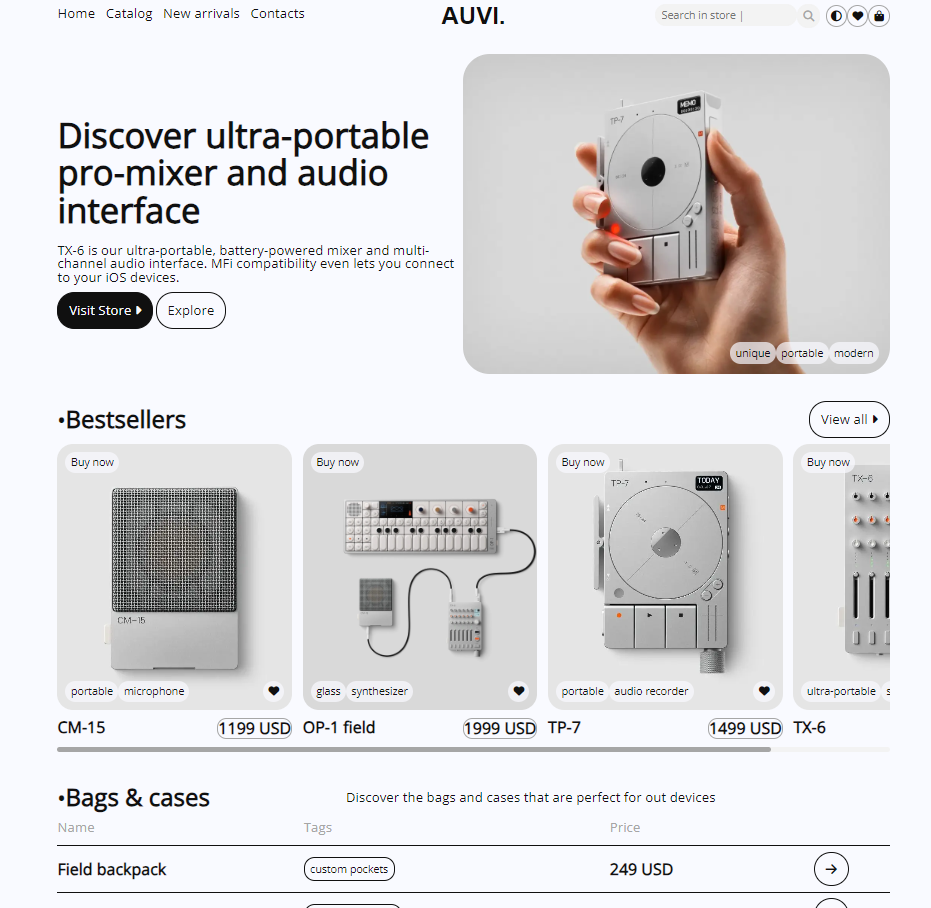 Home Catalog New arrivals Contacts
AUVI.
Search in store |
Discover ultra-portable
pro-mixer and audio
interface
TX-6 is our ultra-portable, battery-powered mixer and multi-
channel audio interface. MFi compatibility even lets you connect
to your iOS devices.
Visit Store
Explore
TP-7
MEMO
unique portable modern
•Bestsellers
View all
Buy now
CM-15
portable microphone
CM-15 1199 USD
Buy now
glass synthesizer
OP-1 field 1999 USD
Buy now
TP-7
TODAY
portable audio recorder
TP-7 1499 USD
Buy now
TX-6
ultra-portable s
TX-6
•Bags & cases
Discover the bags and cases that are perfect for out devices
Name Tags Price
Field backpack custom pockets 249 USD